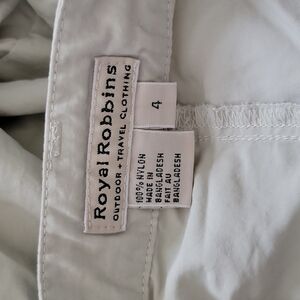 Royal Robbins
OUTDOOR + TRAVEL CLOTHING
4
100% NYLON
MADE IN
BANGLADESH
FAIT AU
BANGLADESH